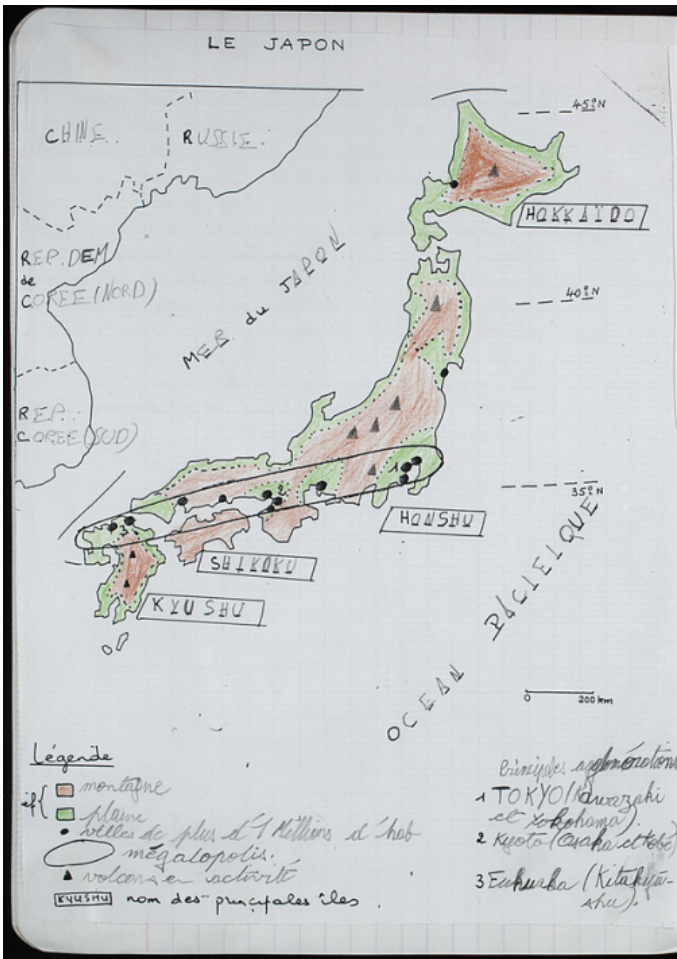 LE JAPON
CHINE
RUSSIE
45° N
HOKKAIDO
REP. DEM
de
COREE (NORD)
MER du JAPON
40° N
REP.
COREE (SUD)
1
2
35° N
3
HONSHU
SHIKOKU
KYUSHU
OCEAN PACIFIQUE
0 200 km
Légende
montagne
plaine
villes de plus d'1 Millions d'hab
mégalopolis.
volcans en activité
KYUSHU nom des principales îles
Principales agglomérations
1 TOKYO (Kawazaki
et Yokohama).
2 Kyoto (Osaka et Kobé)
3 Fukuoka (Kitakyu-
shu).